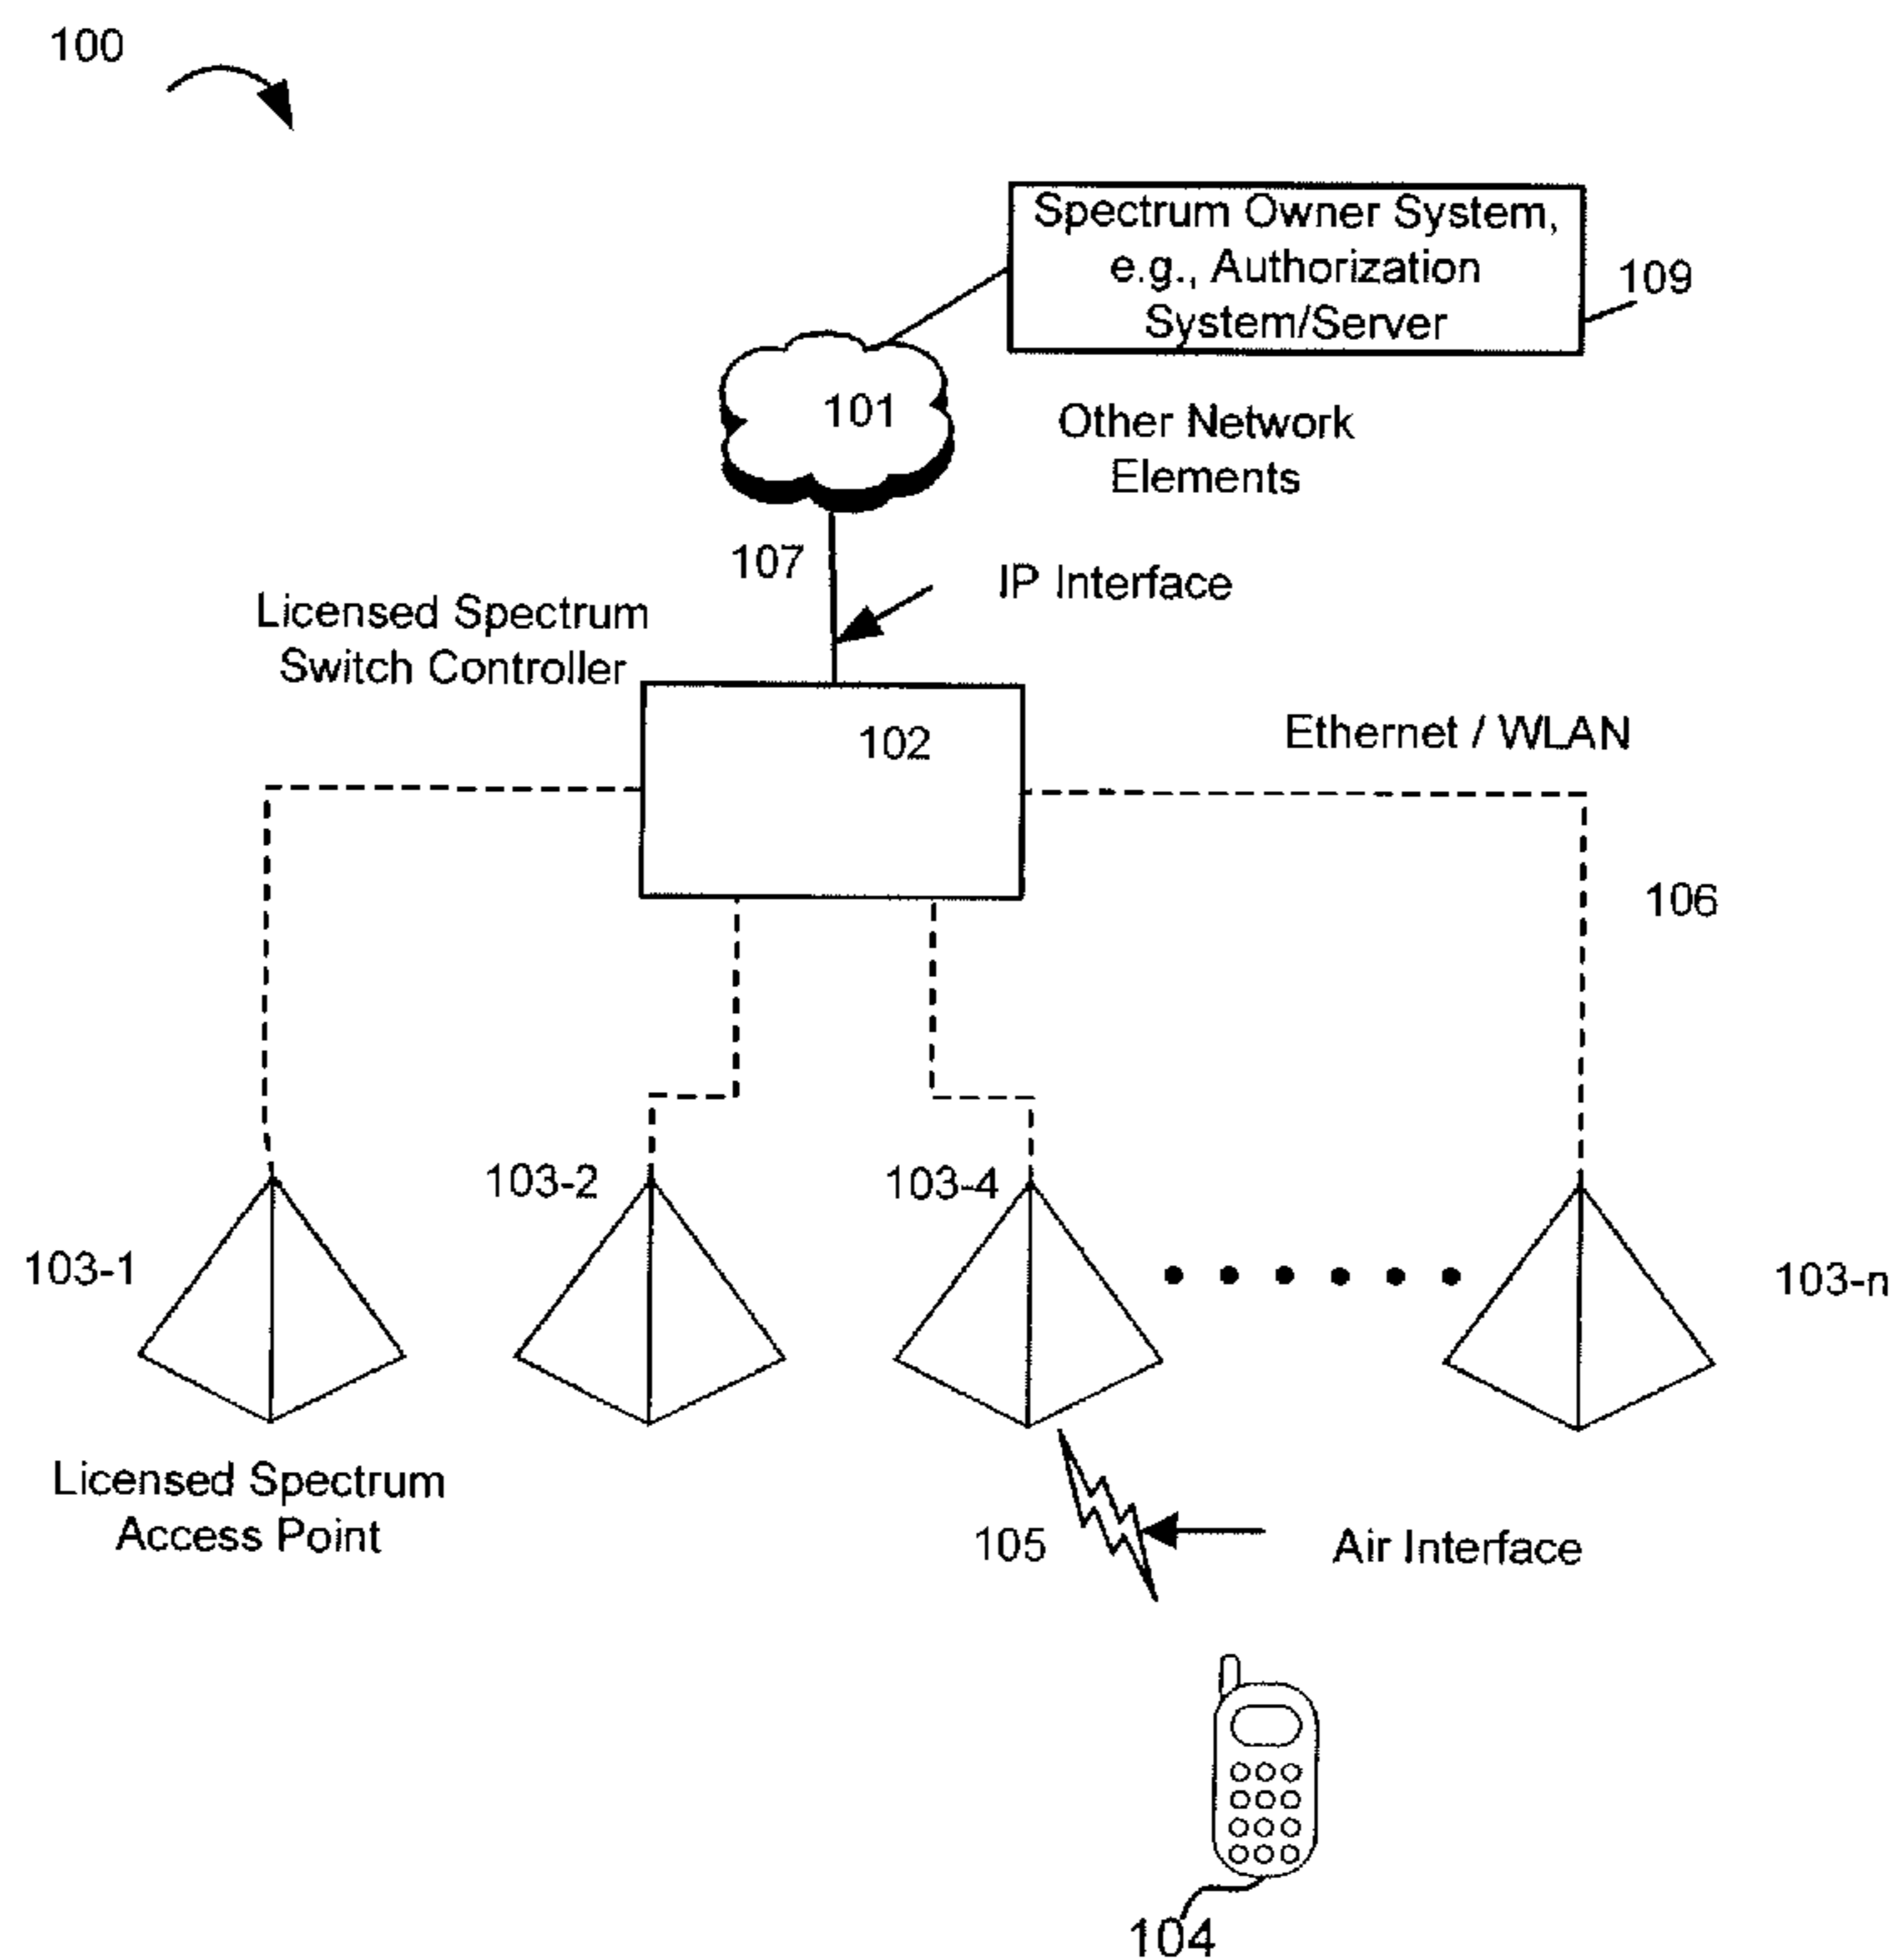 100
Spectrum Owner System,
e.g., Authorization
System/Server
109
101
Other Network
Elements
107
IP Interface
Licensed Spectrum
Switch Controller
102
Ethernet / WLAN
106
103-1
103-2
103-4
103-n
Licensed Spectrum
Access Point
105
Air Interface
104